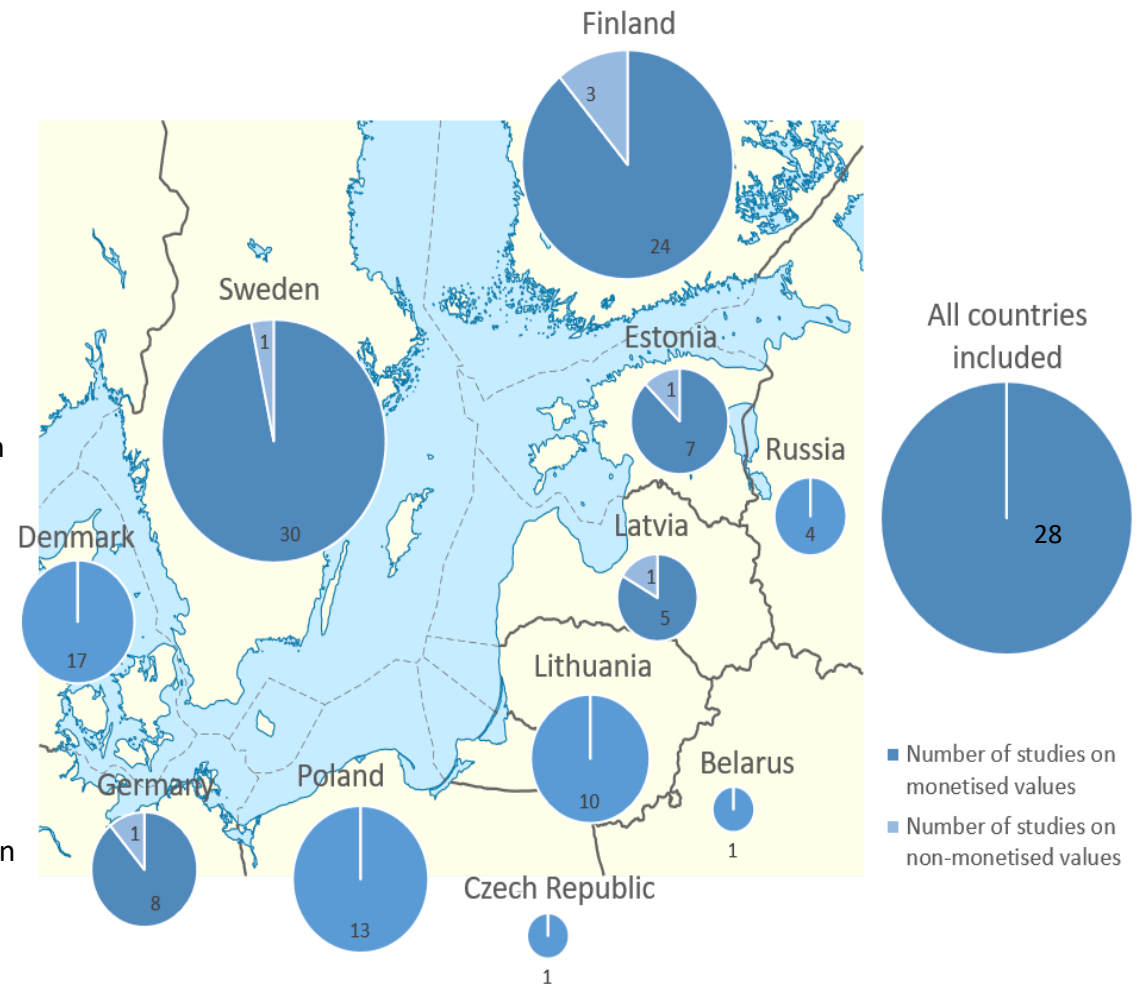 Finland
3
24
Sweden
1
30
Estonia
1
7
All countries
included
28
Russia
4
n
Denmark
17
Latvia
1
5
Lithuania
10
Belarus
1
Germany
1
8
Poland
13
n
Czech Republic
1
Number of studies on
monetised values
Number of studies on
non-monetised values